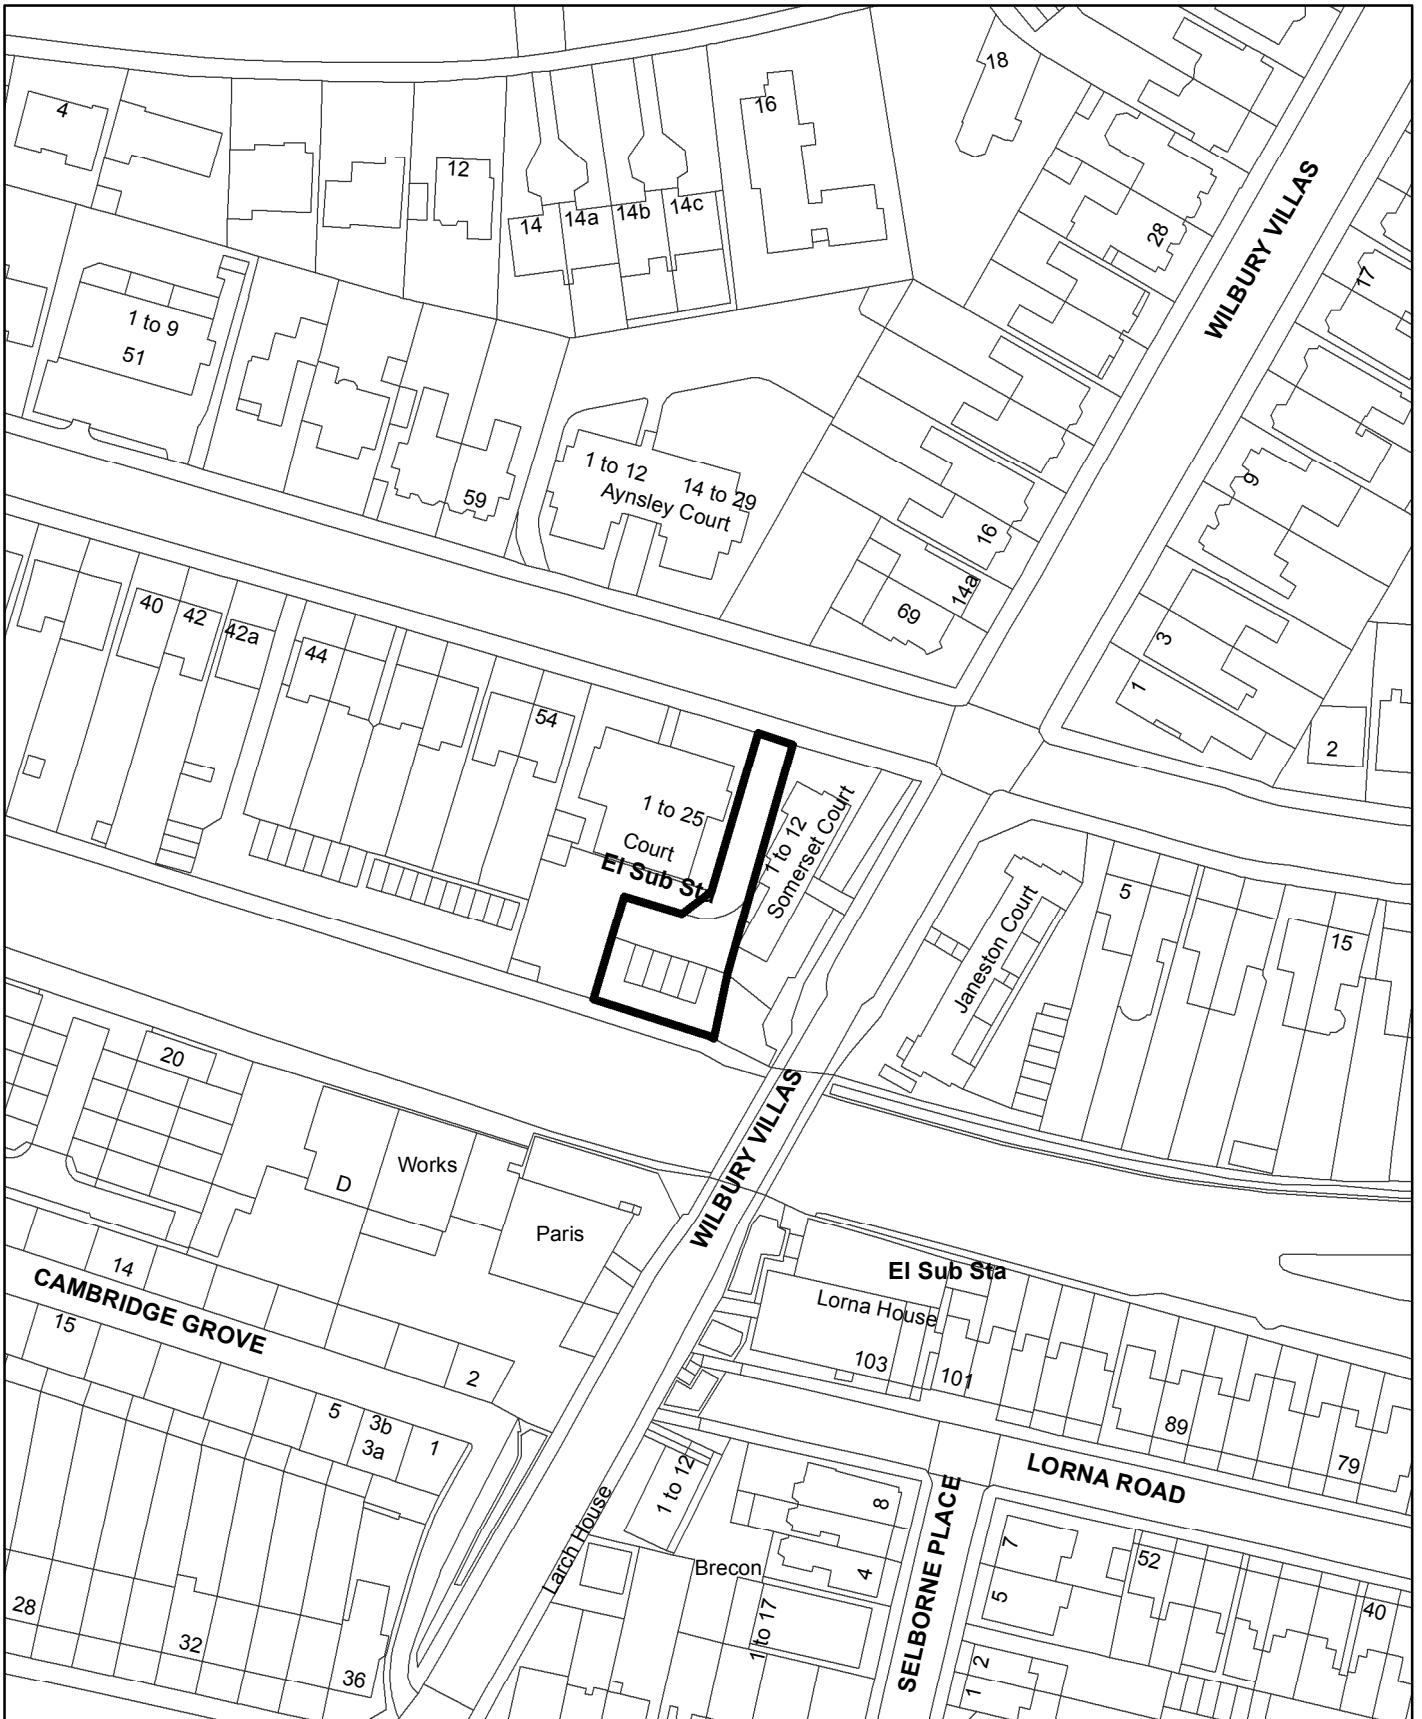 18
4
16
12
14
14a
14b
14c
28
17
WILBURY VILLAS
1 to 9
51
59
1 to 12
14 to 29
Aynsley Court
9
16
14a
69
3
1
2
40
42
42a
44
54
1 to 25
Court
El Sub Sta
1 to 12
Somerset Court
5
15
Janeston Court
20
Works
D
Paris
WILBURY VILLAS
El Sub Sta
Lorna House
103
101
89
79
14
CAMBRIDGE GROVE
15
2
5
3b
3a
1
LORNA ROAD
1 to 12
Larch House
8
4
SELBORNE PLACE
7
5
52
40
Brecon
1 to 17
28
32
36
2
1